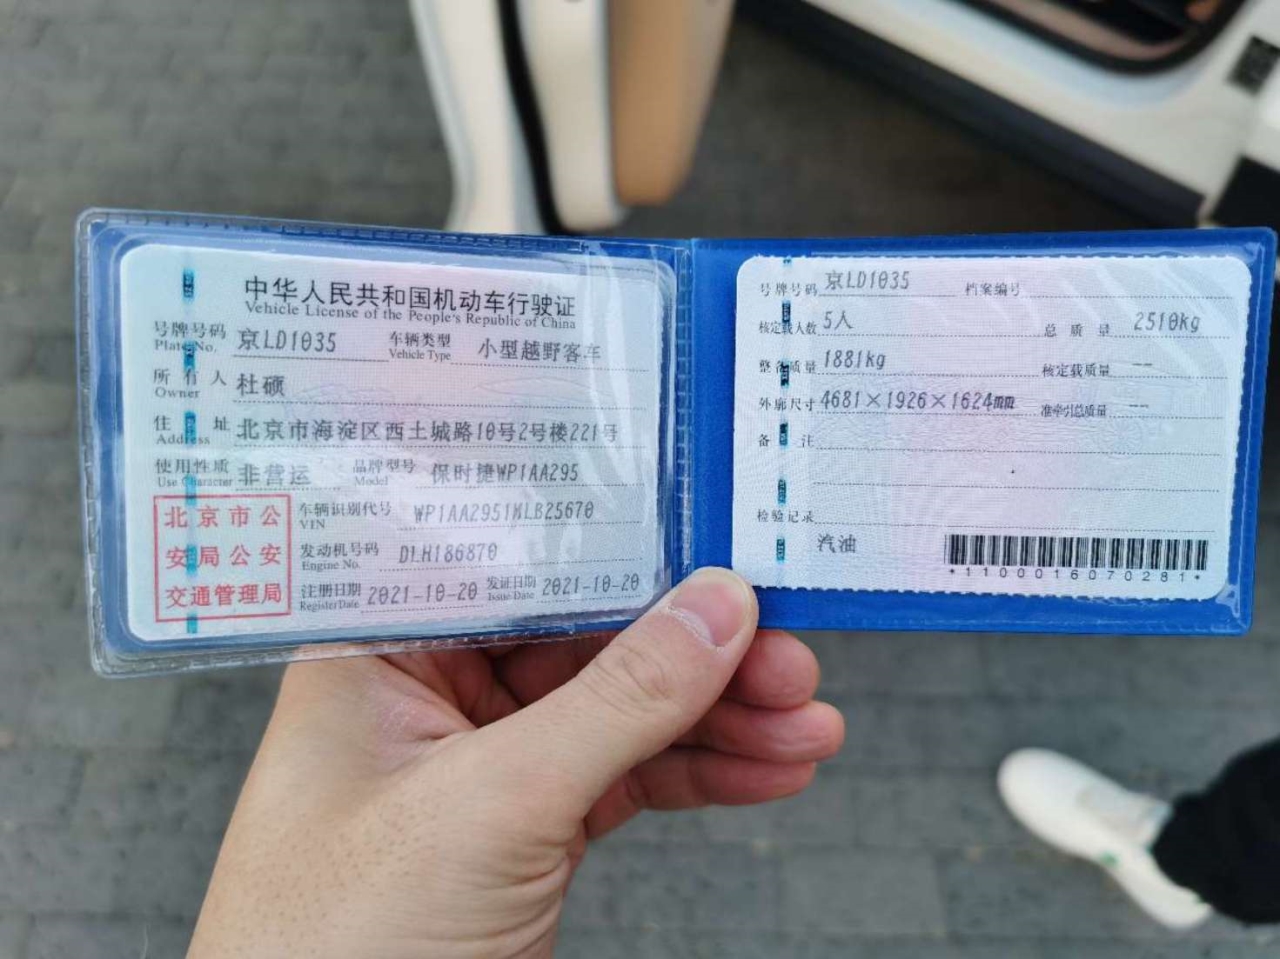 中华人民共和国机动车行驶证
Vehicle License of the People's Republic of China
号牌号码 京LD1035 车辆类型 小型越野客车
Plate No. Vehicle Type
所有人 杜硕
Owner
住址 北京市海淀区西土城路10号2号楼221号
Address
使用性质 非营运 品牌型号 保时捷WP1AA295
Use Character Model
车辆识别代号 WP1AA2951MLB25670
VIN
发动机号码 DLH186870
Engine No.
注册日期 2021-10-20 发证日期 2021-10-20
Register Date Issue Date
北京市公
安局公安
交通管理局
号牌号码 京LD1035 档案编号
核定载人数 5人 总质量 2510kg
整备质量 1881kg 核定载质量 --
外廓尺寸 4681×1926×1624mm 准牵引总质量 --
备注
检验记录
汽油
*1100016070281*